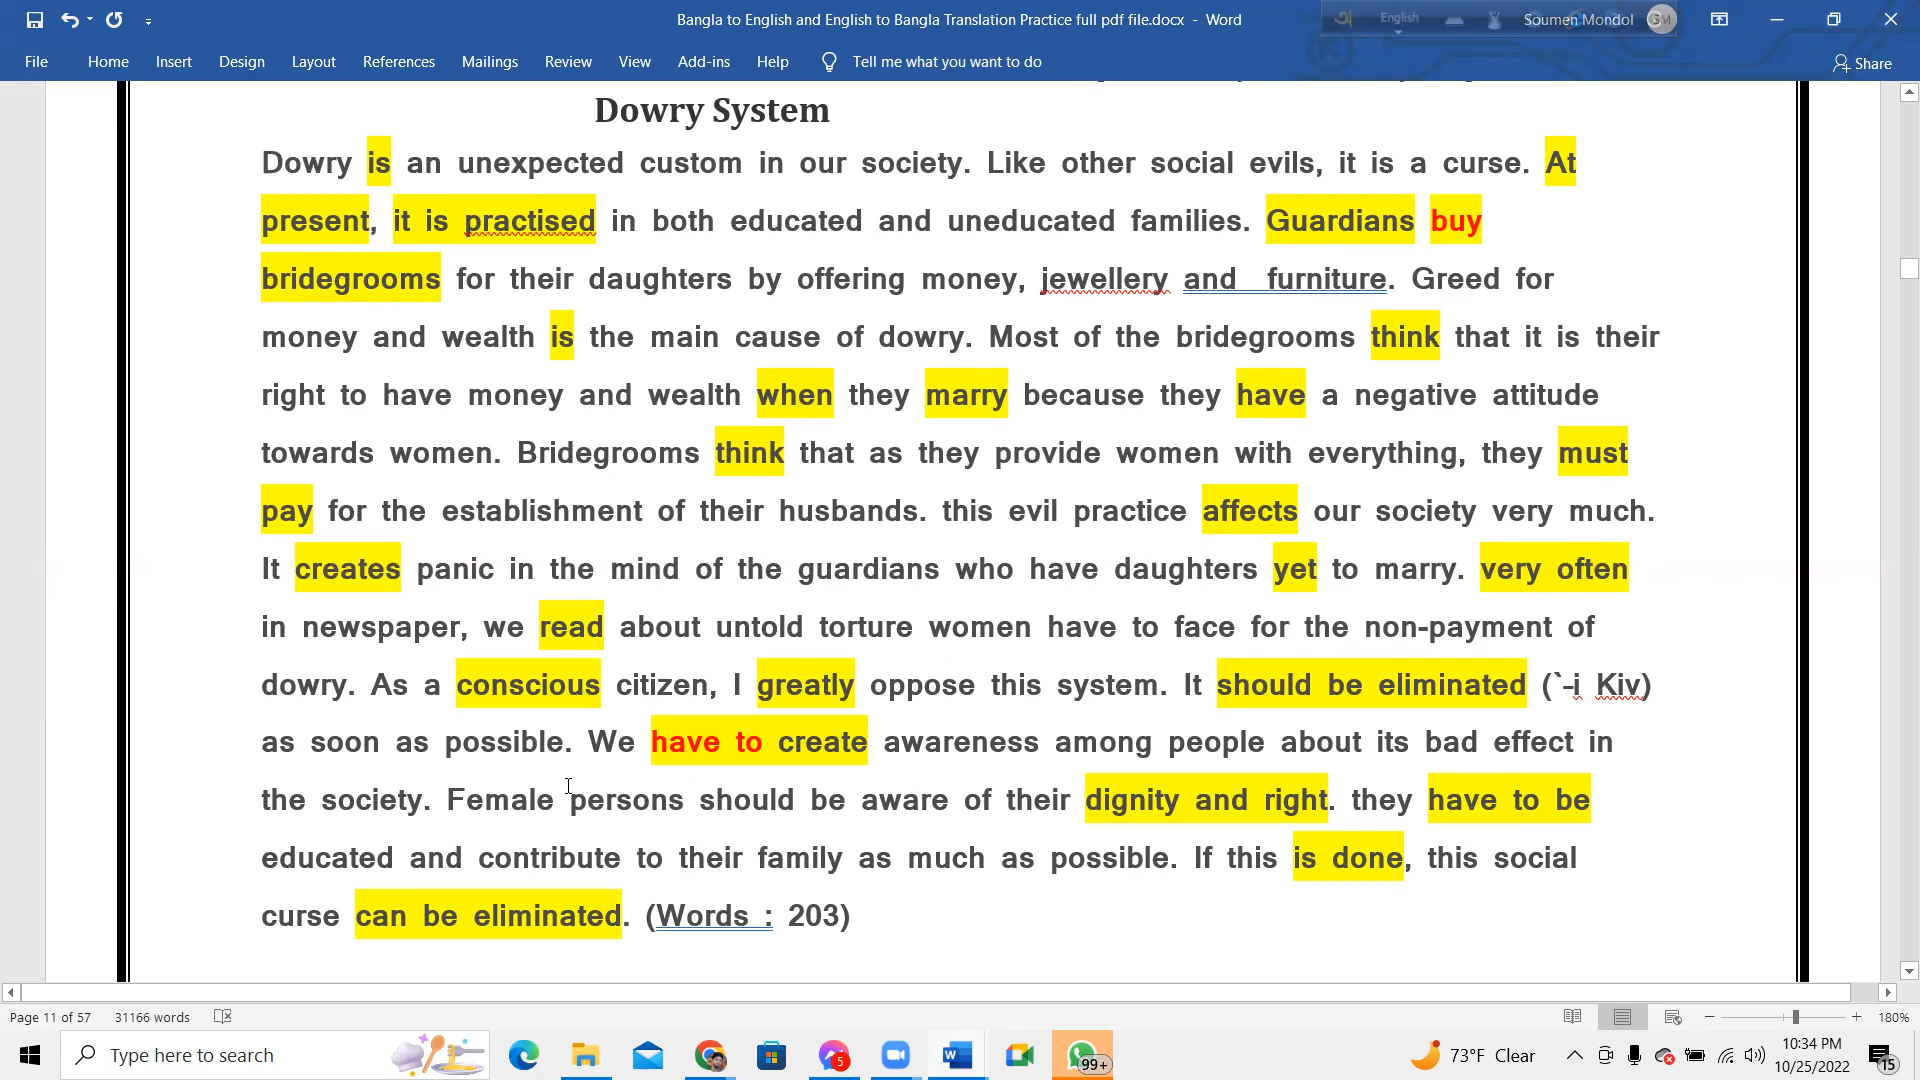 Bangla to English and English to Bangla Translation Practice full pdf file.docx - Word
English
Soumen Mondol
SM
File Home Insert Design Layout References Mailings Review View Add-ins Help Tell me what you want to do Share
Dowry System
Dowry is an unexpected custom in our society. Like other social evils, it is a curse. At
present, it is practised in both educated and uneducated families. Guardians buy
bridegrooms for their daughters by offering money, jewellery and furniture. Greed for
money and wealth is the main cause of dowry. Most of the bridegrooms think that it is their
right to have money and wealth when they marry because they have a negative attitude
towards women. Bridegrooms think that as they provide women with everything, they must
pay for the establishment of their husbands. this evil practice affects our society very much.
It creates panic in the mind of the guardians who have daughters yet to marry. very often
in newspaper, we read about untold torture women have to face for the non-payment of
dowry. As a conscious citizen, I greatly oppose this system. It should be eliminated (`-i Kiv)
as soon as possible. We have to create awareness among people about its bad effect in
the society. Female persons should be aware of their dignity and right. they have to be
educated and contribute to their family as much as possible. If this is done, this social
curse can be eliminated. (Words : 203)
Page 11 of 57 31166 words 180%
Type here to search
5
99+
73°F Clear
10:34 PM
10/25/2022
15